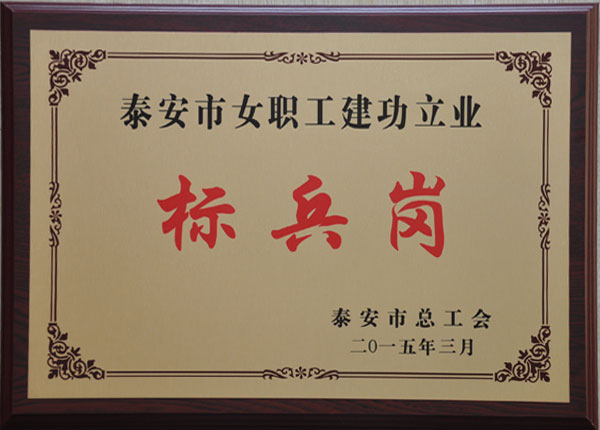 泰安市女职工建功立业
标兵岗
泰安市总工会
二〇一五年三月